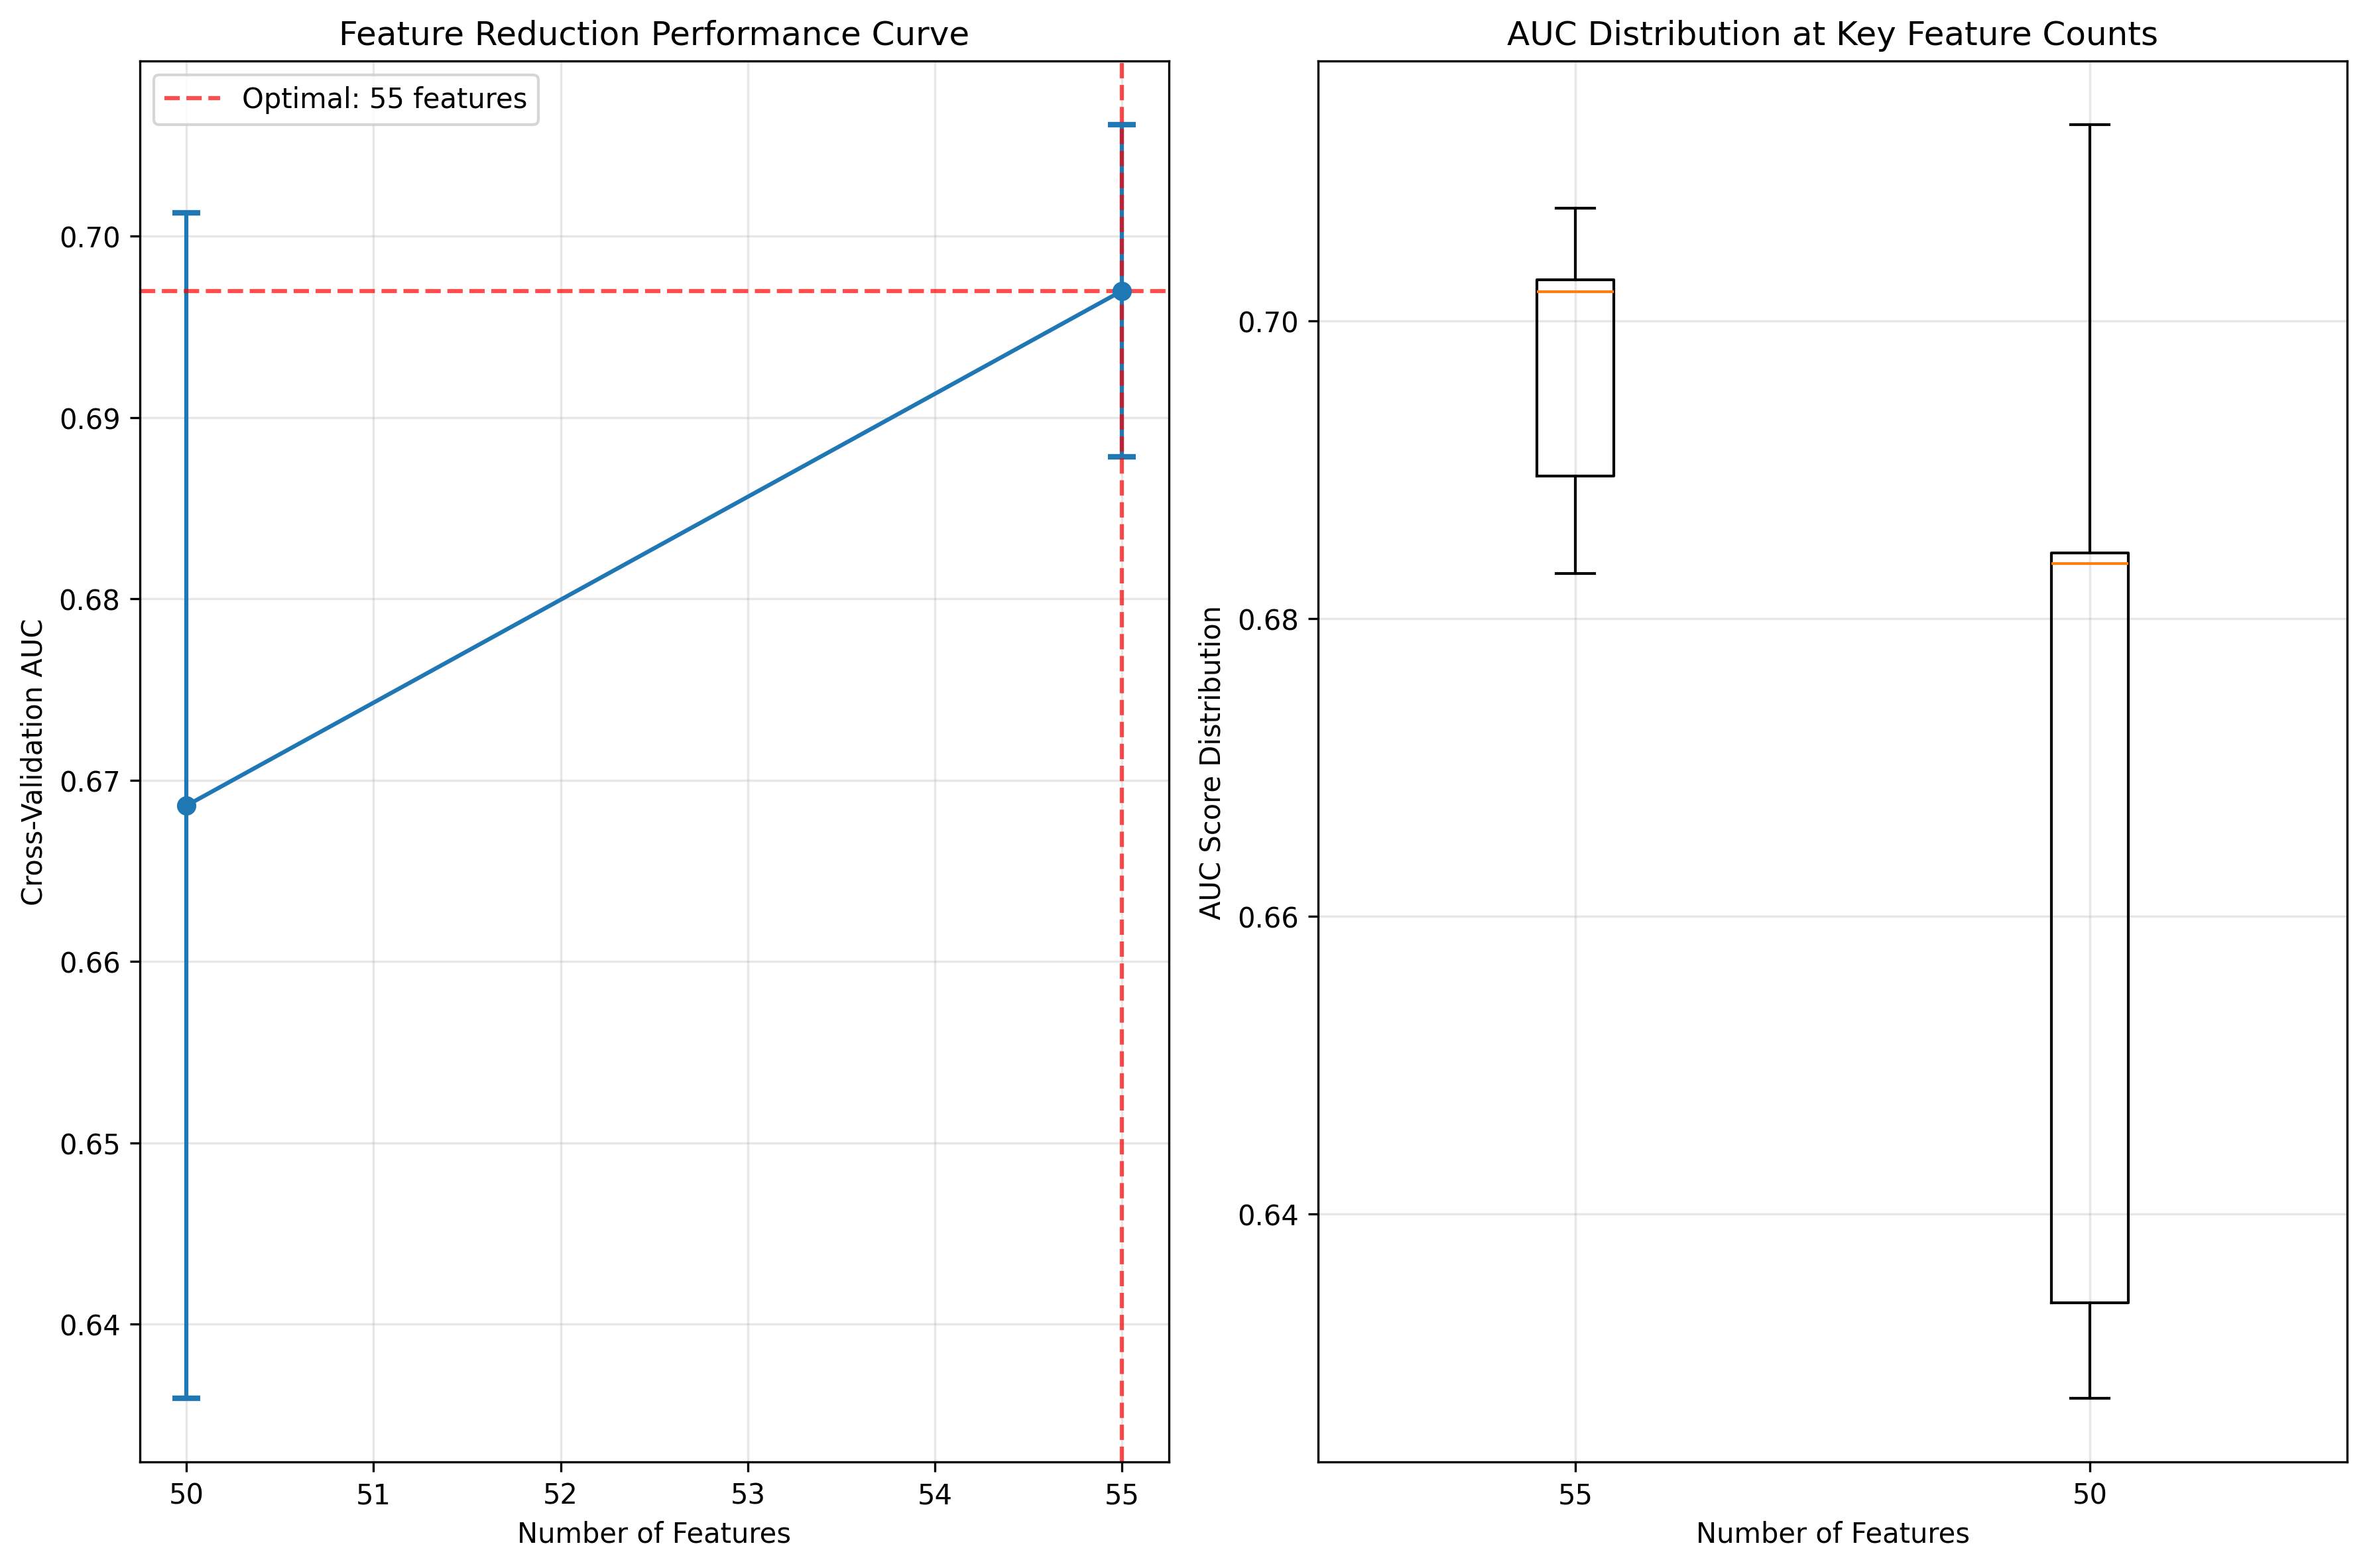 Feature Reduction Performance Curve
Optimal: 55 features
0.70
0.69
0.68
0.67
0.66
0.65
0.64
Cross-Validation AUC
50 51 52 53 54 55
Number of Features
AUC Distribution at Key Feature Counts
0.70
0.68
0.66
0.64
AUC Score Distribution
55 50
Number of Features